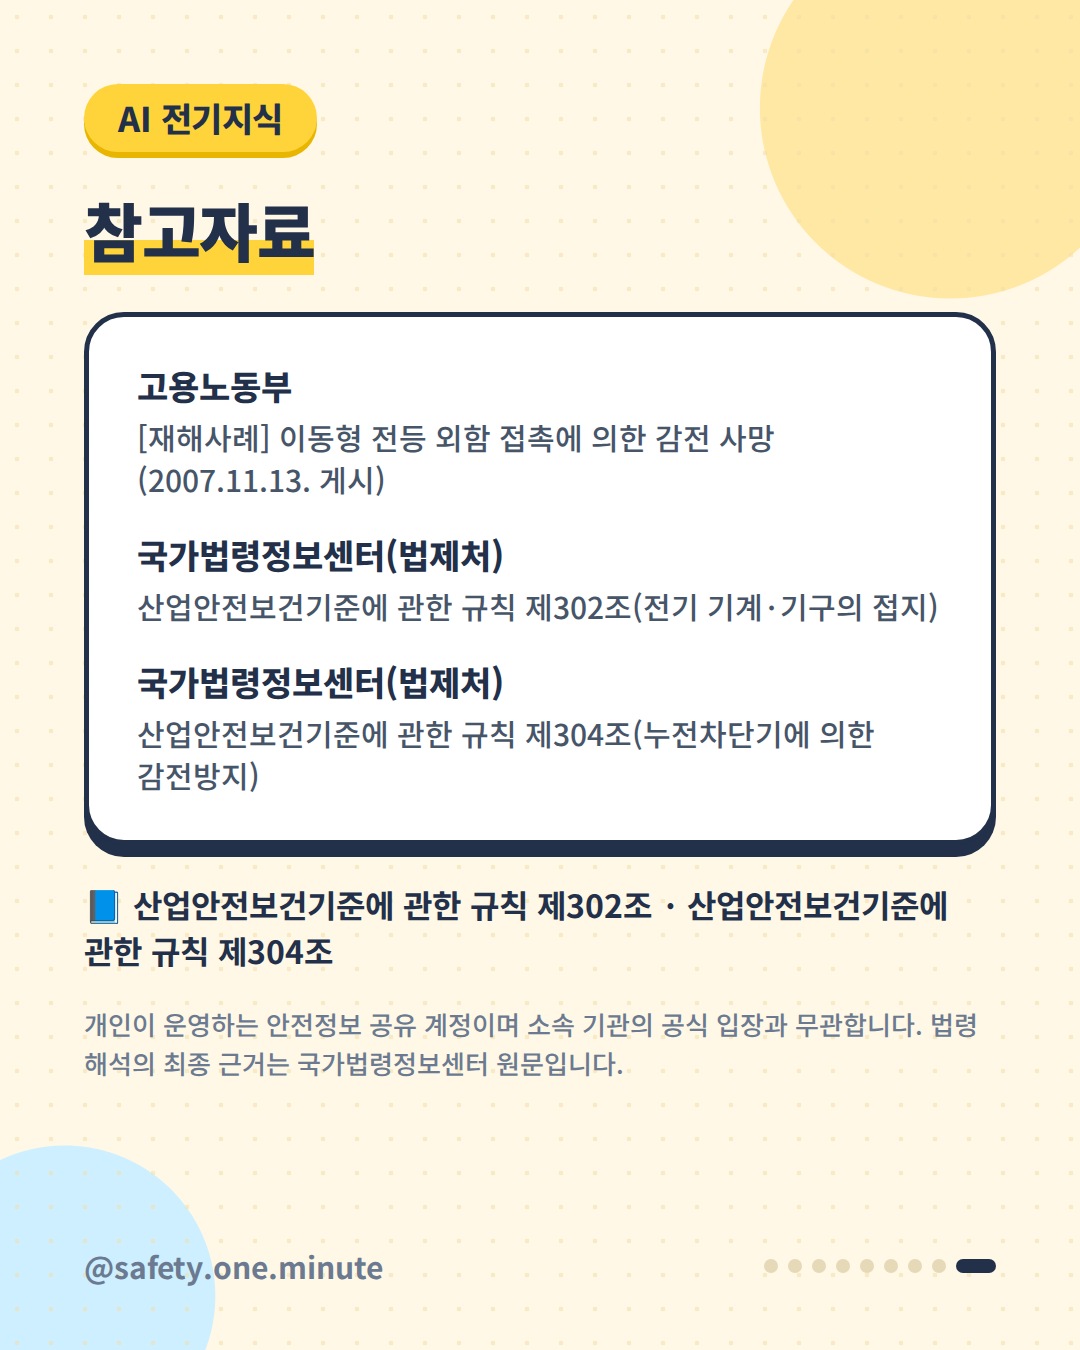 AI 전기지식
참고자료
고용노동부
[재해사례] 이동형 전등 외함 접촉에 의한 감전 사망
(2007.11.13. 게시)
국가법령정보센터(법제처)
산업안전보건기준에 관한 규칙 제302조(전기 기계·기구의 접지)
국가법령정보센터(법제처)
산업안전보건기준에 관한 규칙 제304조(누전차단기에 의한
감전방지)
📘 산업안전보건기준에 관한 규칙 제302조 · 산업안전보건기준에
관한 규칙 제304조
개인이 운영하는 안전정보 공유 계정이며 소속 기관의 공식 입장과 무관합니다. 법령
해석의 최종 근거는 국가법령정보센터 원문입니다.
@safety.one.minute